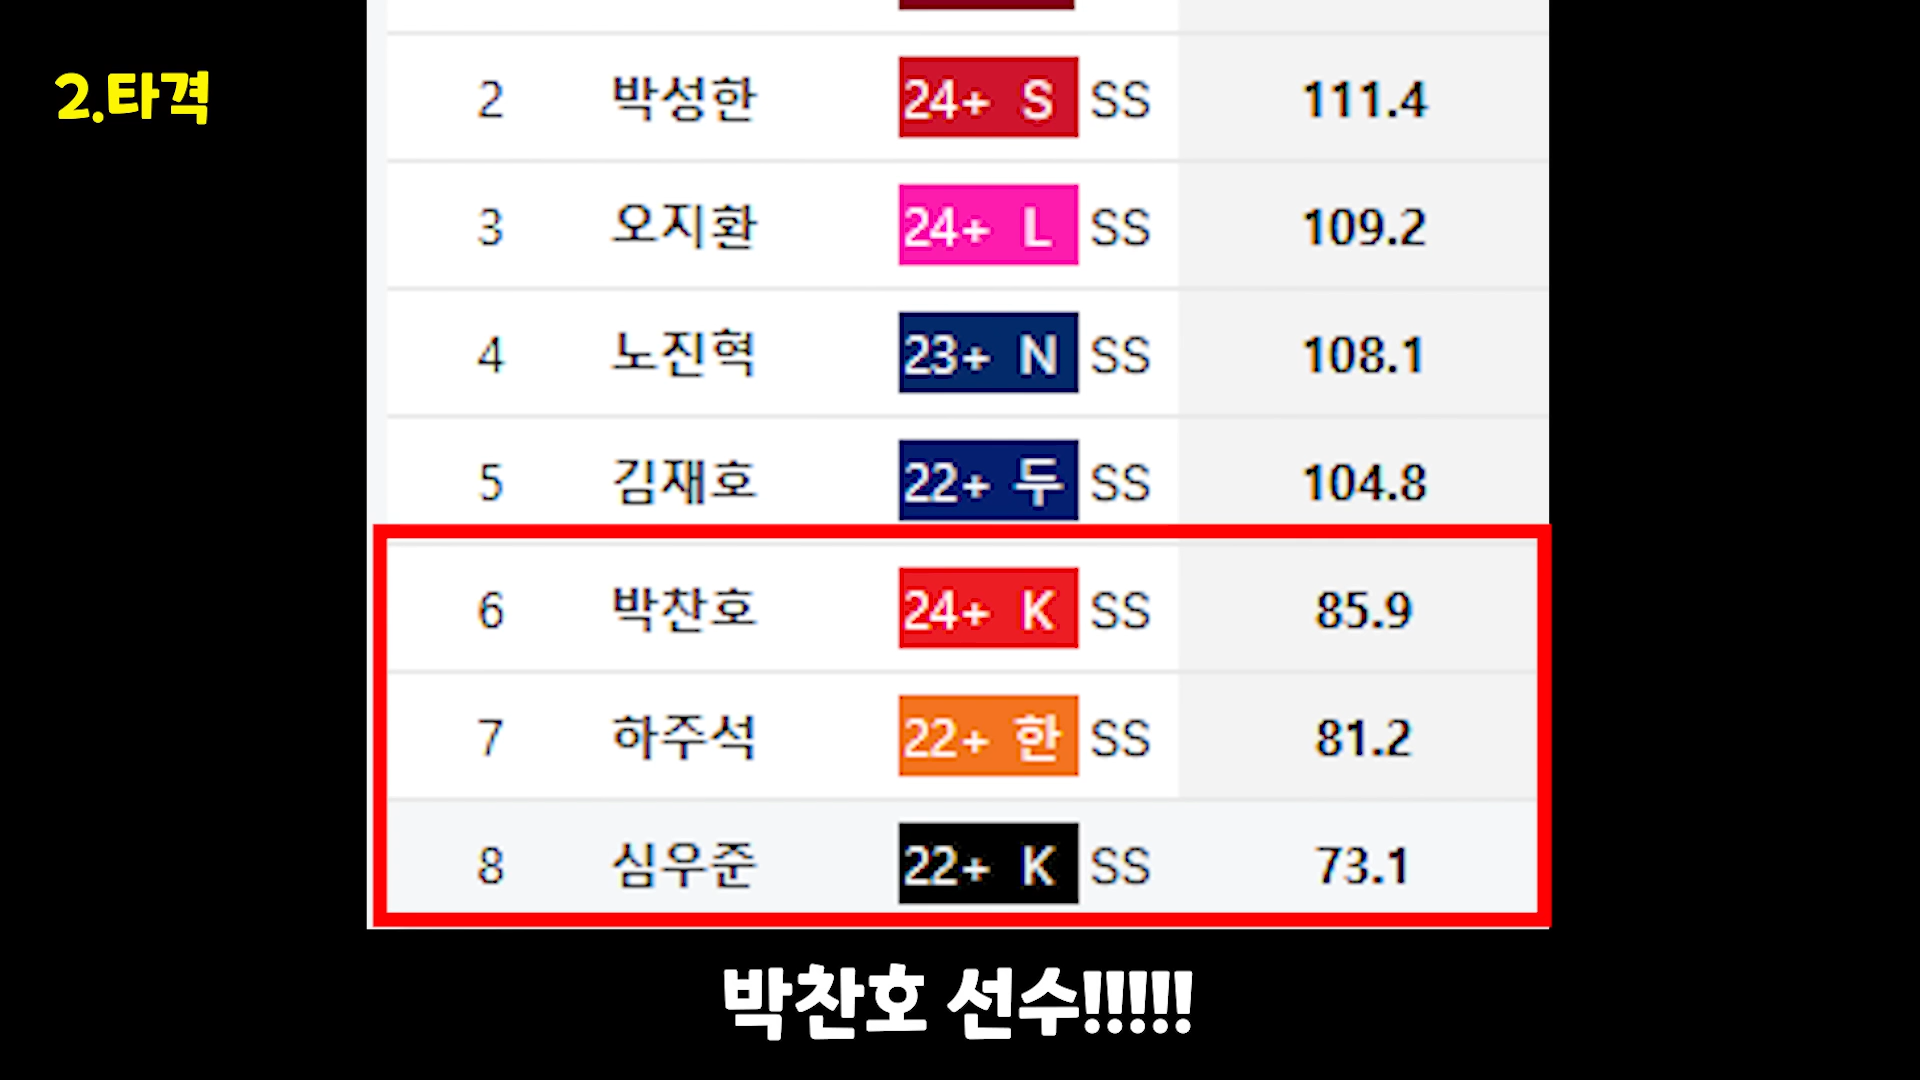 2.타격
2 박성한 24+ S SS 111.4
3 오지환 24+ L SS 109.2
4 노진혁 23+ N SS 108.1
5 김재호 22+ 두 SS 104.8
6 박찬호 24+ K SS 85.9
7 하주석 22+ 한 SS 81.2
8 심우준 22+ K SS 73.1
박찬호 선수!!!!!